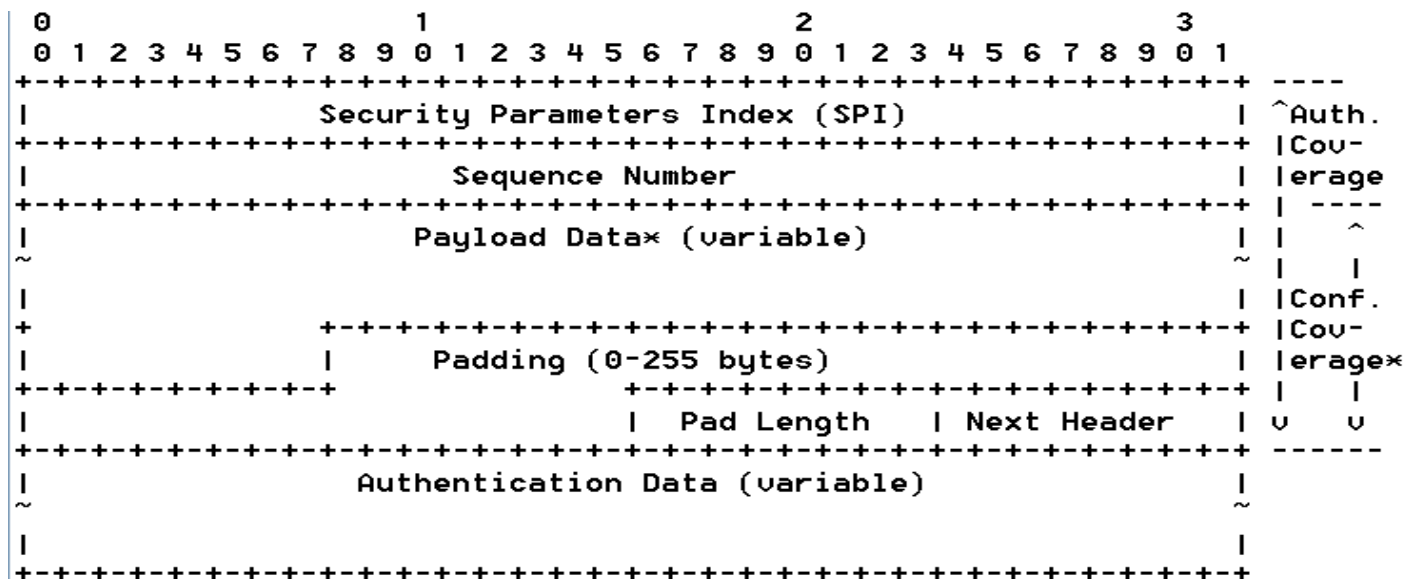 0                   1                   2                   3
 0 1 2 3 4 5 6 7 8 9 0 1 2 3 4 5 6 7 8 9 0 1 2 3 4 5 6 7 8 9 0 1
+-+-+-+-+-+-+-+-+-+-+-+-+-+-+-+-+-+-+-+-+-+-+-+-+-+-+-+-+-+-+-+-+ ----
|               Security Parameters Index (SPI)                 | ^Auth.
+-+-+-+-+-+-+-+-+-+-+-+-+-+-+-+-+-+-+-+-+-+-+-+-+-+-+-+-+-+-+-+-+ |Cov-
|                      Sequence Number                          | |erage
+-+-+-+-+-+-+-+-+-+-+-+-+-+-+-+-+-+-+-+-+-+-+-+-+-+-+-+-+-+-+-+-+ | ----
|                    Payload Data* (variable)                   | |   ^
~                                                               ~ |   |
|                                                               | |Conf.
+               +-+-+-+-+-+-+-+-+-+-+-+-+-+-+-+-+-+-+-+-+-+-+-+-+ |Cov-
|               |     Padding (0-255 bytes)                     | |erage*
+-+-+-+-+-+-+-+-+               +-+-+-+-+-+-+-+-+-+-+-+-+-+-+-+-+ |   |
|                               |  Pad Length   | Next Header   | v   v
+-+-+-+-+-+-+-+-+-+-+-+-+-+-+-+-+-+-+-+-+-+-+-+-+-+-+-+-+-+-+-+-+ ------
|                 Authentication Data (variable)                |
~                                                               ~
|                                                               |
+-+-+-+-+-+-+-+-+-+-+-+-+-+-+-+-+-+-+-+-+-+-+-+-+-+-+-+-+-+-+-+-+